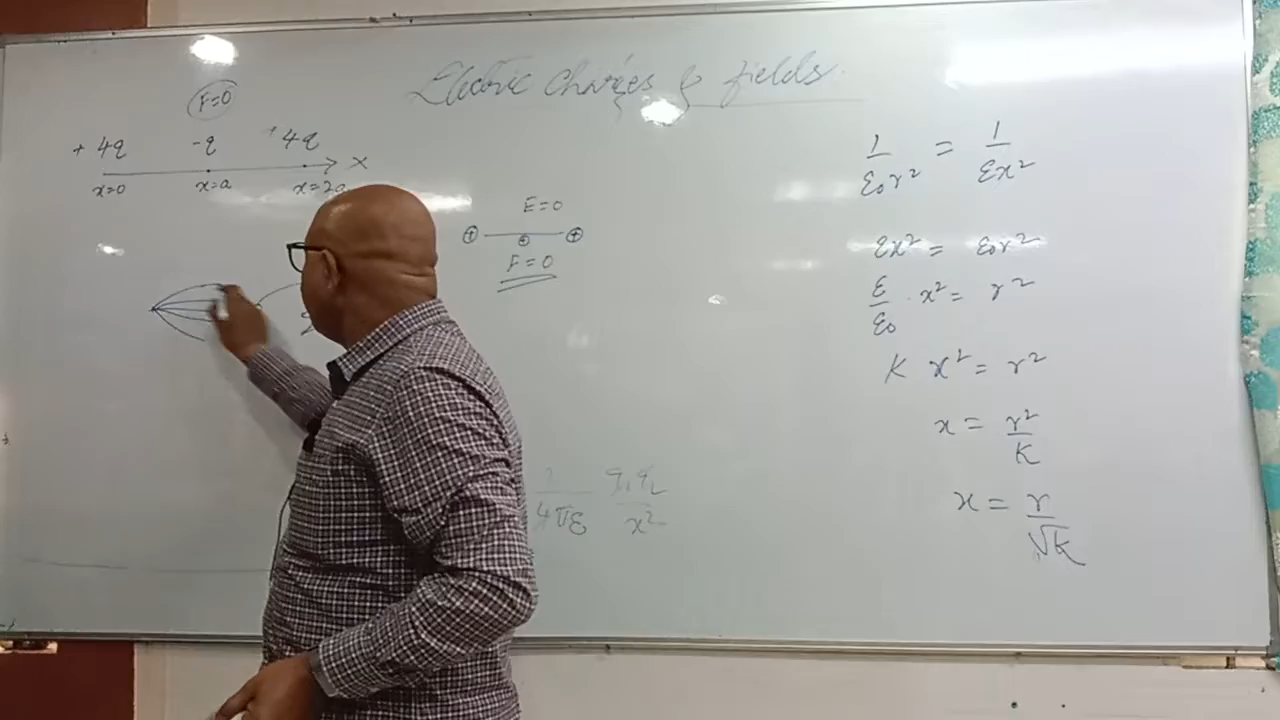 Electric Charges & fields
F=0
+4q -q +4q
x=0 x=a x=2a X
E=0
+ + +
F=0
1/4πε q₁q₂/x²
1/ε₀r² = 1/εx²
εx² = ε₀r²
ε/ε₀ · x² = r²
K x² = r²
x = r²/K
x = r/√K